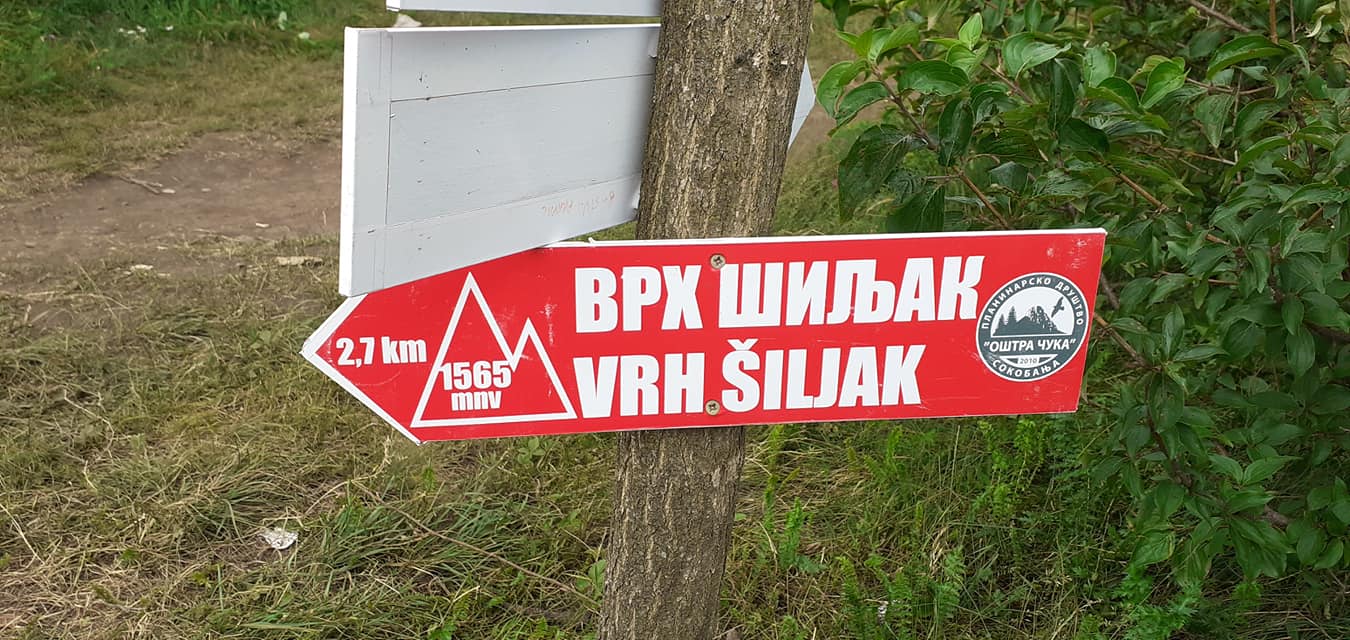 ВРХ ШИЉАК
VRH ŠILJAK
2,7 km
1565
mnv
ПЛАНИНАРСКО ДРУШТВО
"ОШТРА ЧУКА"
2010
СОКОБАЊА